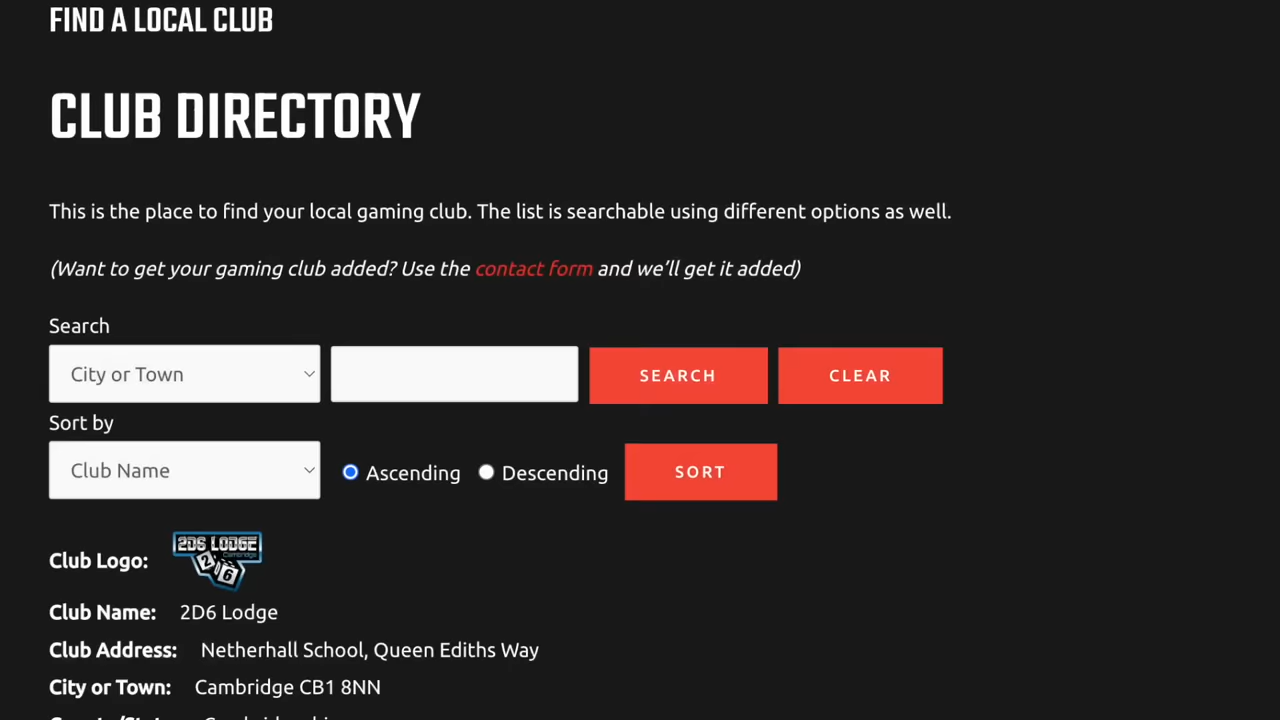 FIND A LOCAL CLUB
CLUB DIRECTORY
This is the place to find your local gaming club. The list is searchable using different options as well.
(Want to get your gaming club added? Use the contact form and we’ll get it added)
Search
City or Town SEARCH CLEAR
Sort by
Club Name Ascending Descending SORT
Club Logo: 2D6 LODGE
Cambridge
2 6
Club Name: 2D6 Lodge
Club Address: Netherhall School, Queen Ediths Way
City or Town: Cambridge CB1 8NN